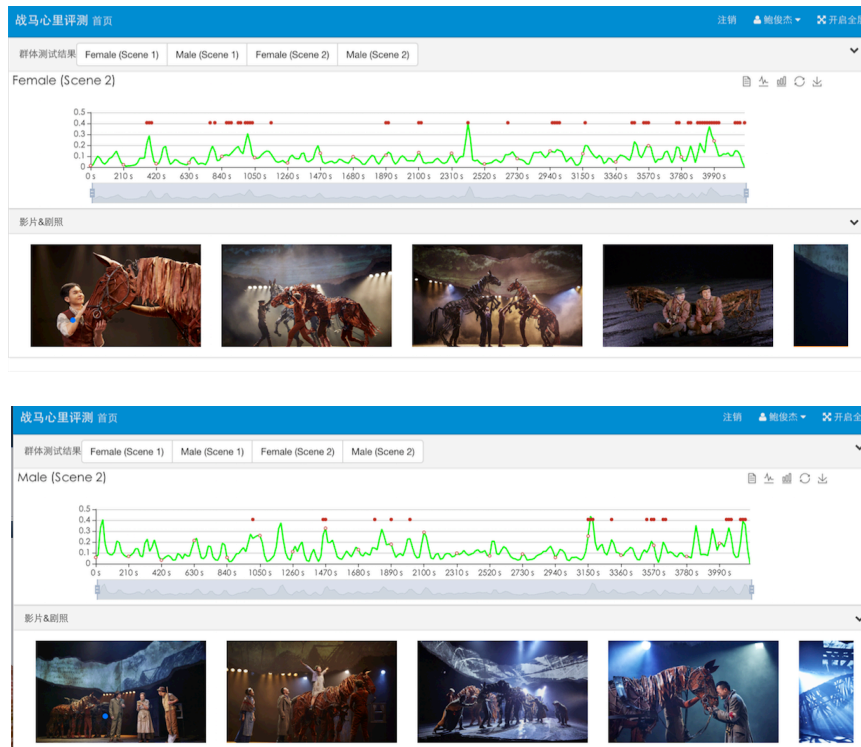 战马心里评测 首页 注销 鲍俊杰 开启全
群体测试结果 Female (Scene 1) Male (Scene 1) Female (Scene 2) Male (Scene 2)
Female (Scene 2)
0.5
0.4
0.3
0.2
0.1
0
0 s 210 s 420 s 630 s 840 s 1050 s 1260 s 1470 s 1680 s 1890 s 2100 s 2310 s 2520 s 2730 s 2940 s 3150 s 3360 s 3570 s 3780 s 3990 s
影片&剧照
战马心里评测 首页 注销 鲍俊杰 开启全
群体测试结果 Female (Scene 1) Male (Scene 1) Female (Scene 2) Male (Scene 2)
Male (Scene 2)
0.5
0.4
0.3
0.2
0.1
0
0 s 210 s 420 s 630 s 840 s 1050 s 1260 s 1470 s 1680 s 1890 s 2100 s 2310 s 2520 s 2730 s 2940 s 3150 s 3360 s 3570 s 3780 s 3990 s
影片&剧照